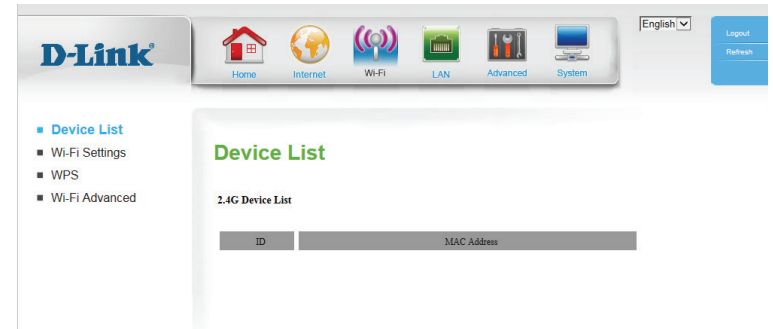 D-Link
Home Internet Wi-Fi LAN Advanced System
English
Logout
Refresh
Device List
Wi-Fi Settings
WPS
Wi-Fi Advanced
Device List
2.4G Device List
ID MAC Address